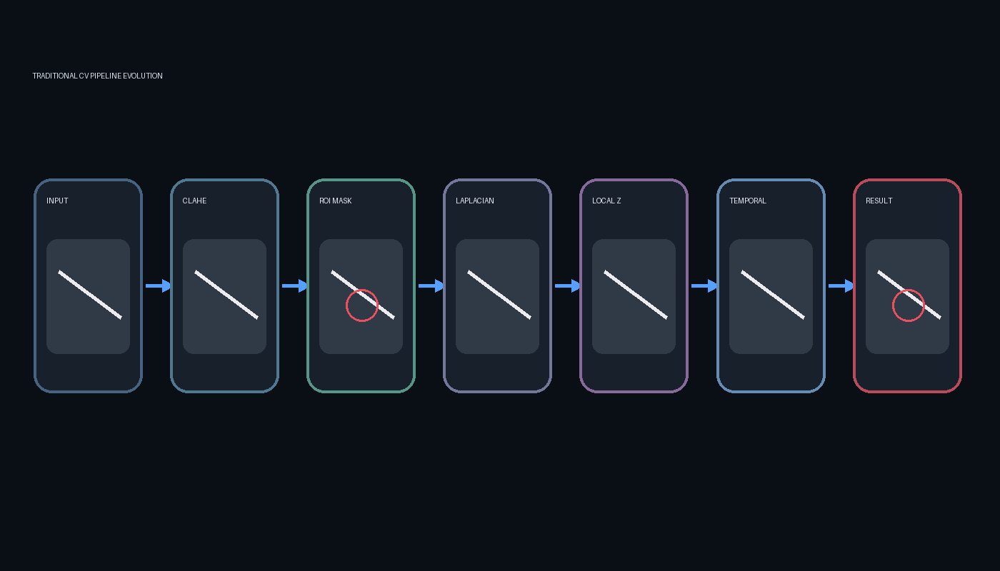 TRADITIONAL CV PIPELINE EVOLUTION
INPUT
CLAHE
ROI MASK
LAPLACIAN
LOCAL Z
TEMPORAL
RESULT